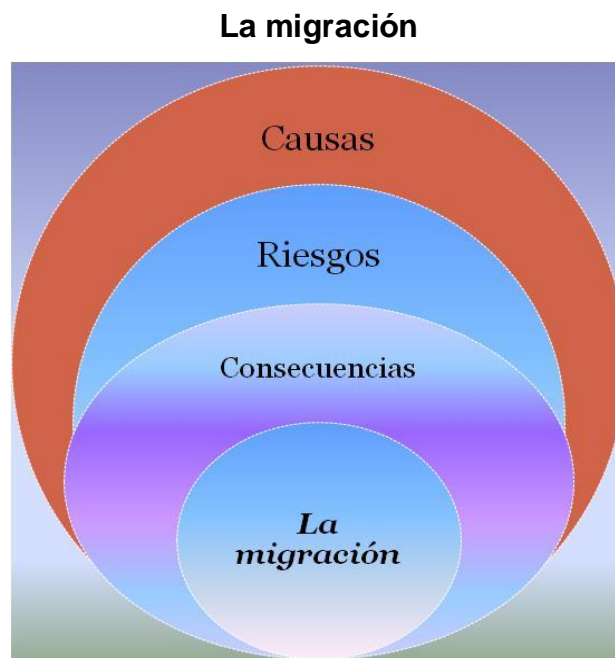 La migración
Causas
Riesgos
Consecuencias
La
migración